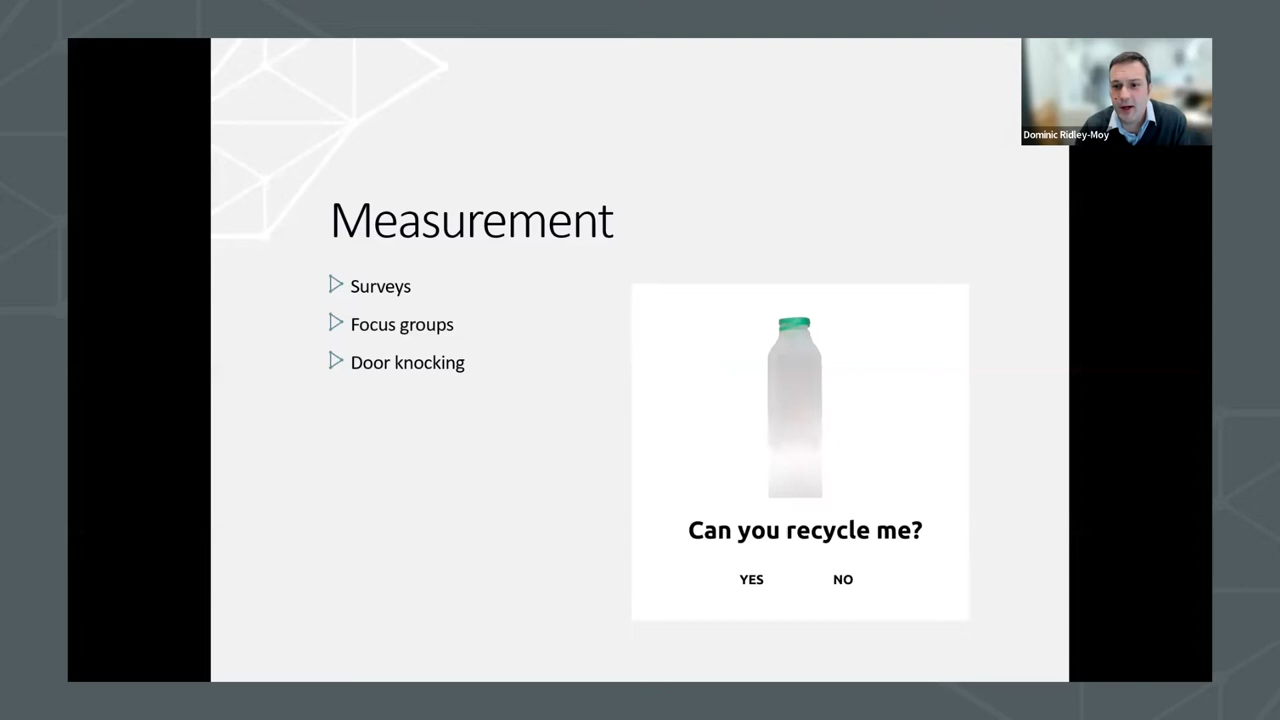 Dominic Ridley-Moy
Measurement
Surveys
Focus groups
Door knocking
Can you recycle me?
YES NO